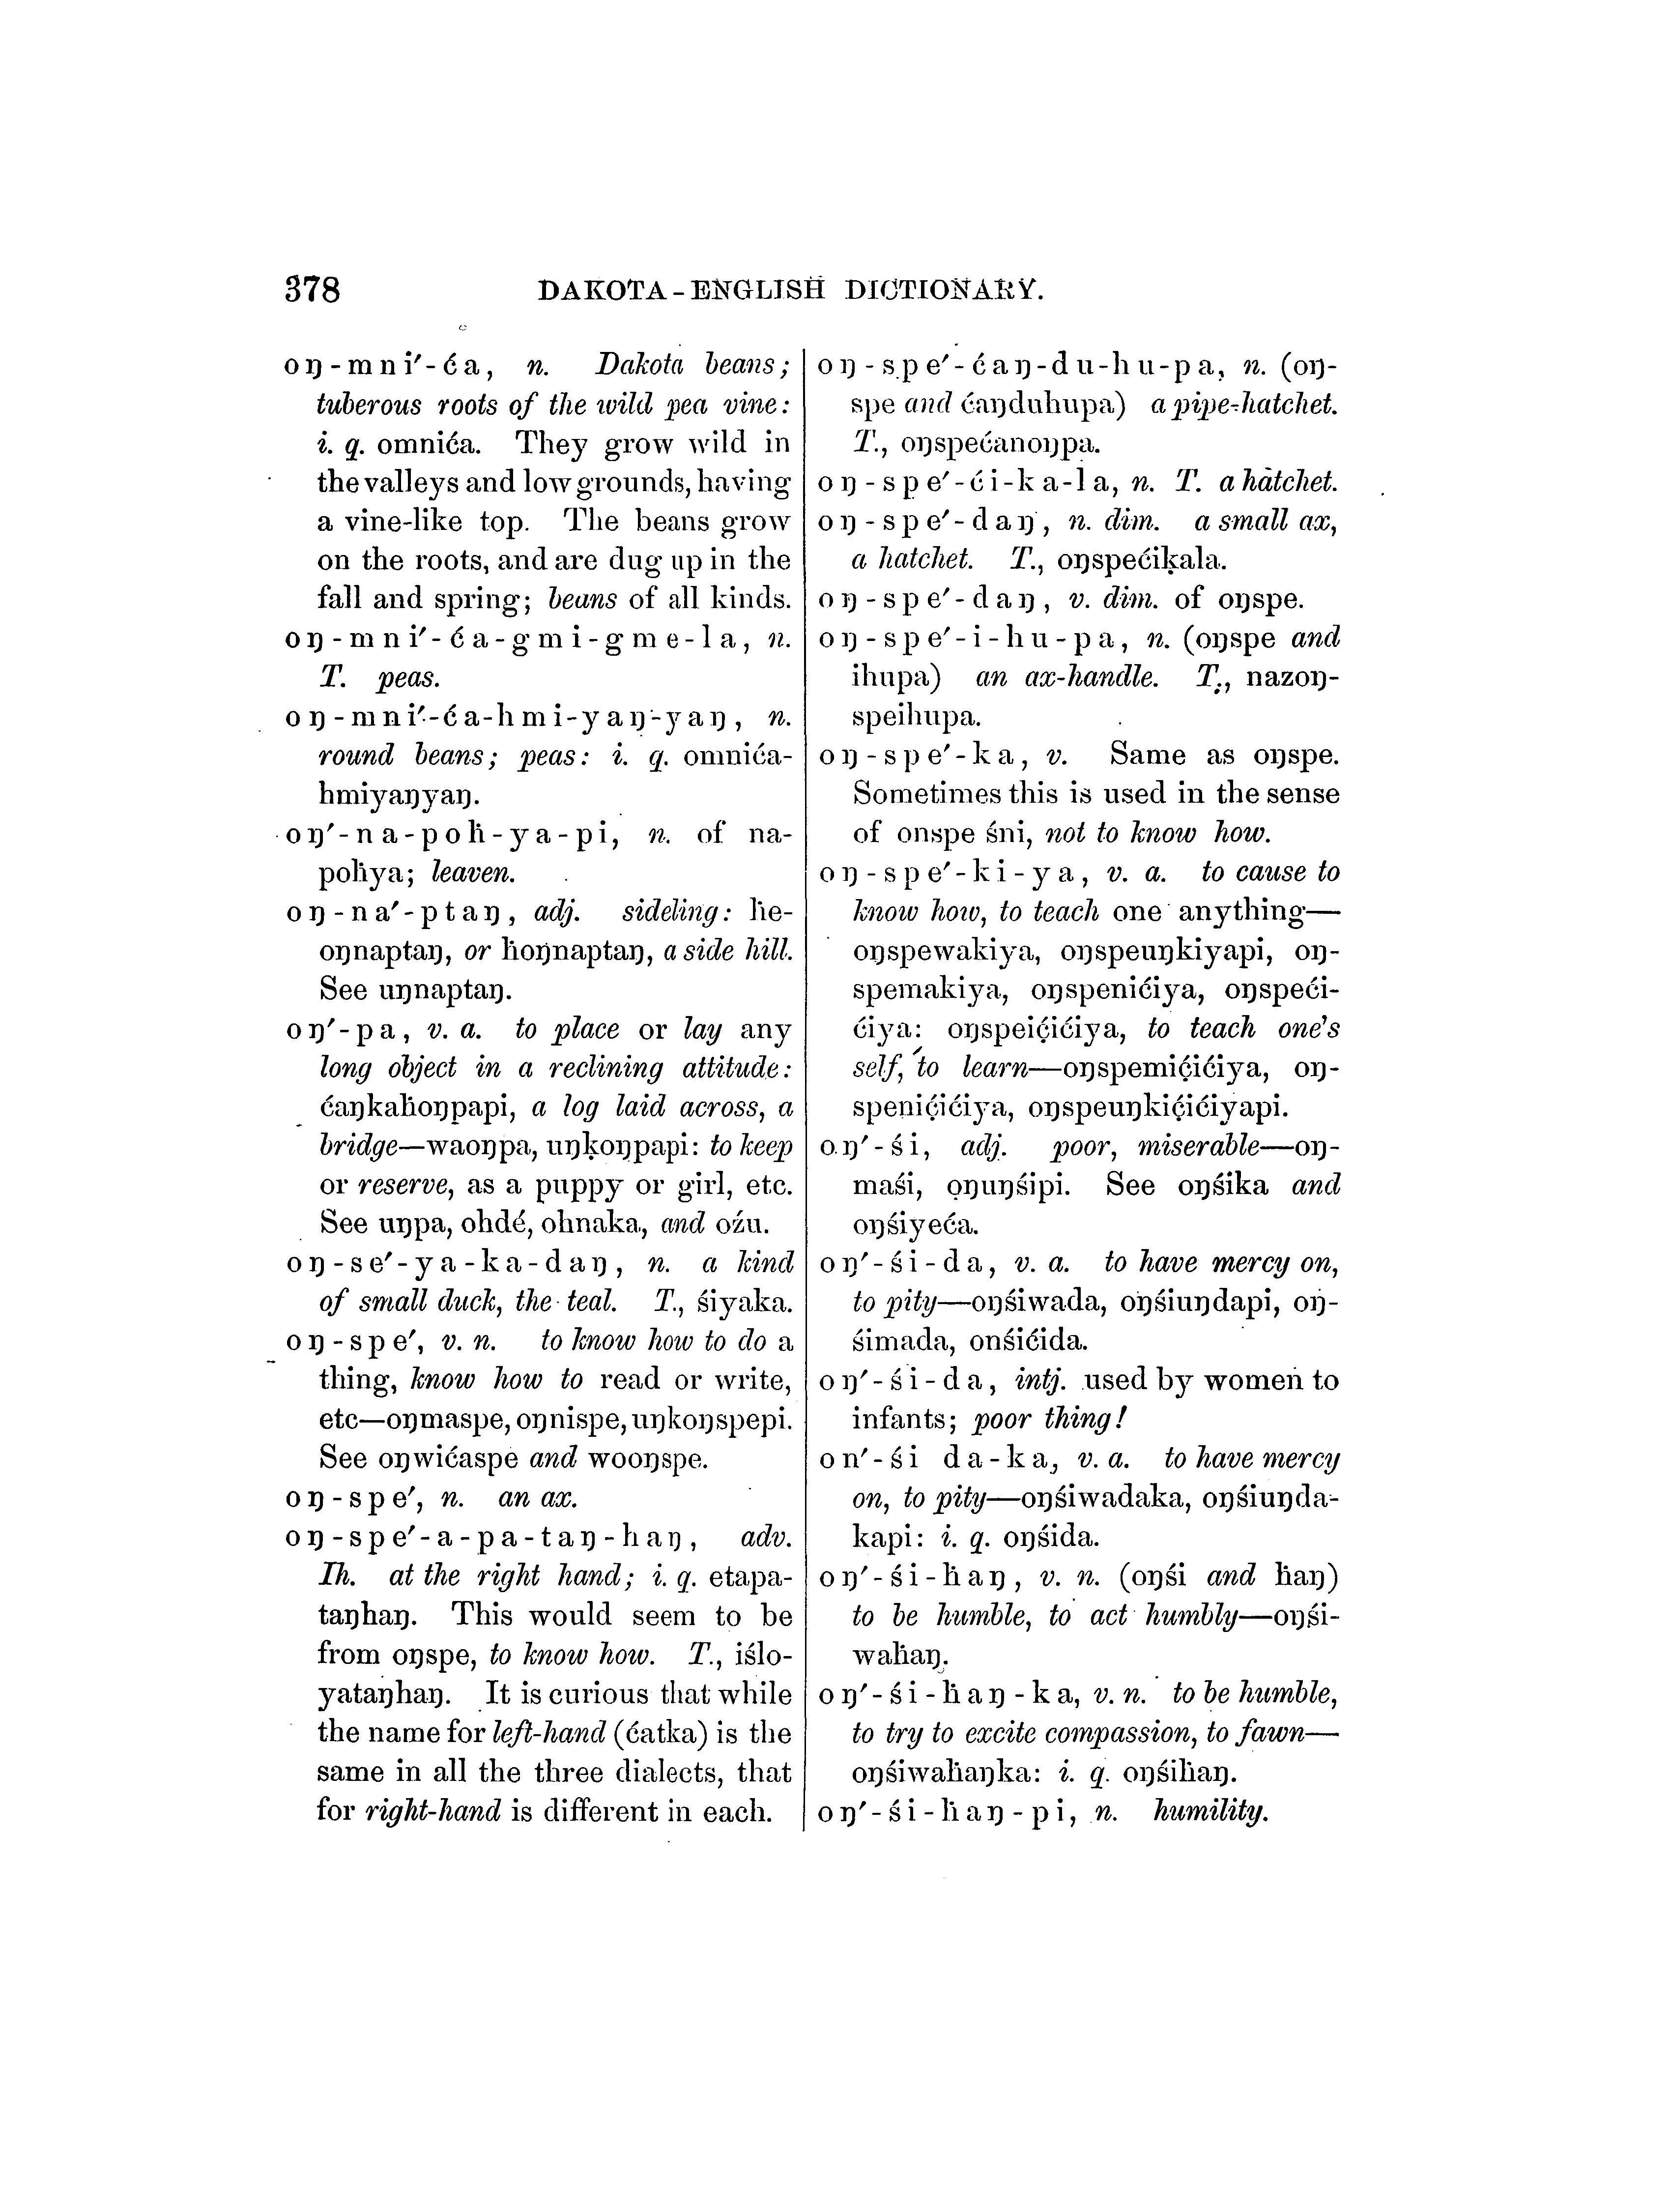 378 DAKOTA-ENGLISH DICTIONARY.
oŋ-mni′-ća, n. Dakota beans;
tuberous roots of the wild pea vine:
i. q. omnića. They grow wild in
the valleys and low grounds, having
a vine-like top. The beans grow
on the roots, and are dug up in the
fall and spring; beans of all kinds.
oŋ-mni′-ća-gmi-gme-la, n.
T. peas.
oŋ-mni′-ća-hmi-yaŋ-yaŋ, n.
round beans; peas: i. q. omnića-
hmiyaŋyaŋ.
oŋ′-na-poḣ-ya-pi, n. of na-
poḣya; leaven.
oŋ-na′-ptaŋ, adj. sideling: ḣe-
oŋnaptaŋ, or ḣoŋnaptaŋ, a side hill.
See uŋnaptaŋ.
oŋ′-pa, v. a. to place or lay any
long object in a reclining attitude:
ćaŋkaḣoŋpapi, a log laid across, a
bridge—waoŋpa, uŋḳoŋpapi: to keep
or reserve, as a puppy or girl, etc.
See uŋpa, ohdé, ohnaka, and oźu.
oŋ-se′-ya-ka-daŋ, n. a kind
of small duck, the teal. T., śiyaka.
oŋ-spe′, v. n. to know how to do a
thing, know how to read or write,
etc—oŋmaspe, oŋnispe, uŋkoŋspepi.
See oŋwićaspe and wooŋspe.
oŋ-spe′, n. an ax.
oŋ-spe′-a-pa-taŋ-haŋ, adv.
Ih. at the right hand; i. q. etapa-
taŋhaŋ. This would seem to be
from oŋspe, to know how. T., iślo-
yataŋhaŋ. It is curious that while
the name for left-hand (ćatka) is the
same in all the three dialects, that
for right-hand is different in each.
oŋ-spe′-ćaŋ-du-hu-pa, n. (oŋ-
spe and ćaŋduhupa) a pipe-hatchet.
T., oŋspećanoŋpa.
oŋ-spe′-ći-ka-la, n. T. a hatchet.
oŋ-spe′-daŋ, n. dim. a small ax,
a hatchet. T., oŋspećiḳala.
oŋ-spe′-daŋ, v. dim. of oŋspe.
oŋ-spe′-i-hu-pa, n. (oŋspe and
ihupa) an ax-handle. T., nazoŋ-
speihupa.
oŋ-spe′-ka, v. Same as oŋspe.
Sometimes this is used in the sense
of onspe śni, not to know how.
oŋ-spe′-ki-ya, v. a. to cause to
know how, to teach one anything—
oŋspewakiya, oŋspeuŋkiyapi, oŋ-
spemakiya, oŋspenićiya, oŋspeći-
ćiya: oŋspeiç̣ićiya, to teach one's
self, to learn—oŋspemiç̣ićiya, oŋ-
speniç̣ićiya, oŋspeuŋkiç̣ićiyapi.
oŋ′-śi, adj. poor, miserable—oŋ-
maśi, oŋuŋśipi. See oŋśika and
oŋśiyeća.
oŋ′-śi-da, v. a. to have mercy on,
to pity—oŋśiwada, oŋśiuŋdapi, oŋ-
śimada, onśićida.
oŋ′-śi-da, intj. used by women to
infants; poor thing!
on′-śi da-ka, v. a. to have mercy
on, to pity—oŋśiwadaka, oŋśiuŋda-
kapi: i. q. oŋśida.
oŋ′-śi-ḣaŋ, v. n. (oŋśi and ḣaŋ)
to be humble, to act humbly—oŋśi-
waḣaŋ.
oŋ′-śi-ḣaŋ-ka, v. n. to be humble,
to try to excite compassion, to fawn—
oŋśiwaḣaŋka: i. q. oŋśiḣaŋ.
oŋ′-śi-ḣaŋ-pi, n. humility.